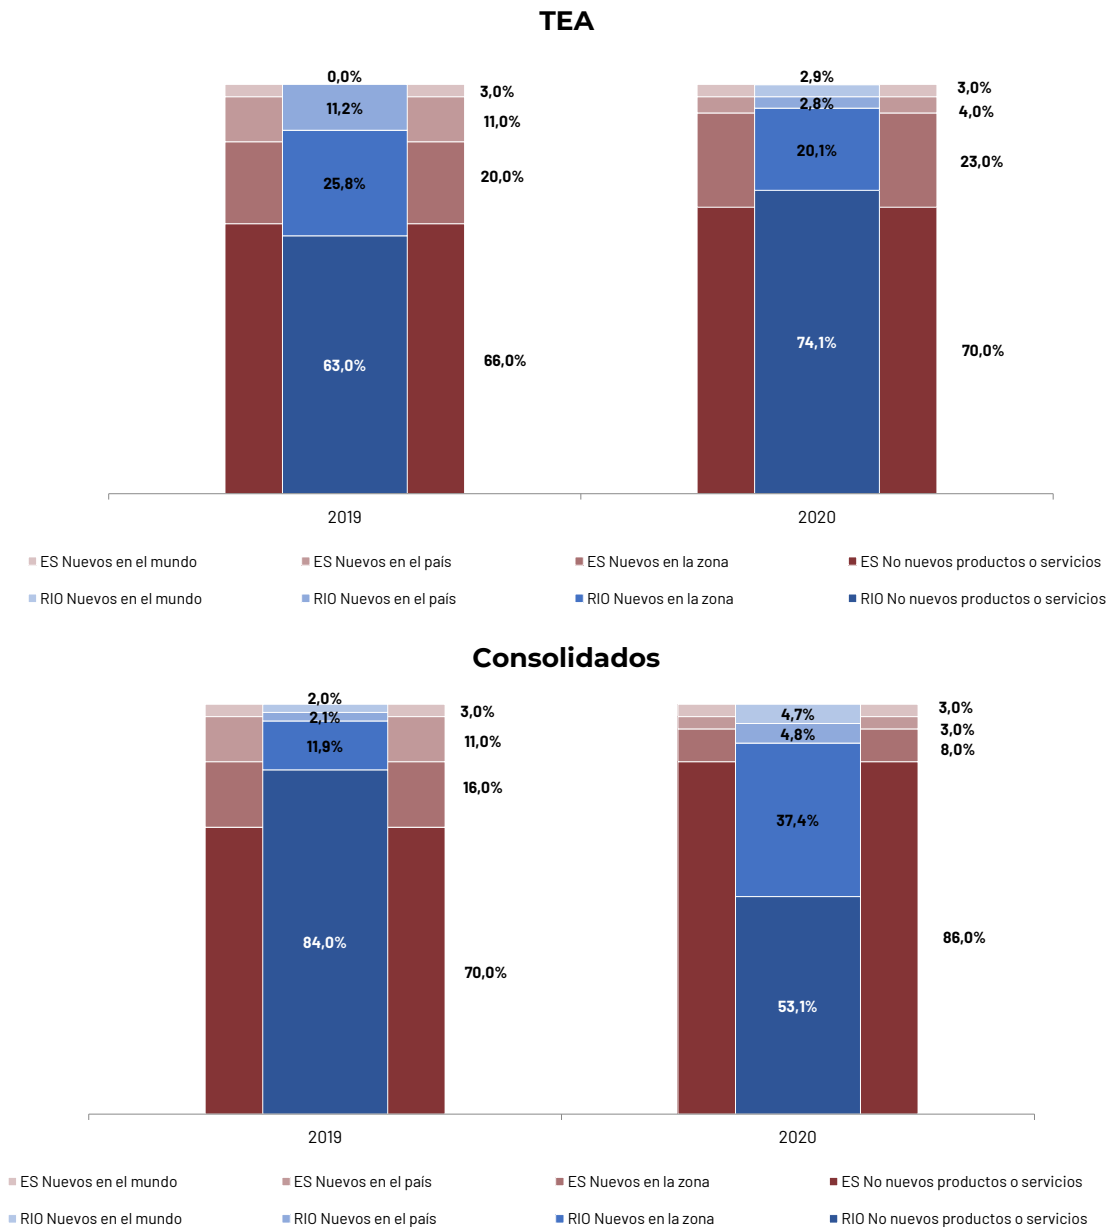 TEA
0,0%
2,9%
3,0%
3,0%
11,2%
2,8%
4,0%
11,0%
20,1%
23,0%
25,8%
20,0%
74,1%
70,0%
63,0%
66,0%
2019
2020
ES Nuevos en el mundo
ES Nuevos en el país
ES Nuevos en la zona
ES No nuevos productos o servicios
RIO Nuevos en el mundo
RIO Nuevos en el país
RIO Nuevos en la zona
RIO No nuevos productos o servicios
Consolidados
2,0%
3,0%
3,0%
2,1%
4,7%
3,0%
11,9%
11,0%
4,8%
8,0%
16,0%
37,4%
84,0%
86,0%
70,0%
53,1%
2019
2020
ES Nuevos en el mundo
ES Nuevos en el país
ES Nuevos en la zona
ES No nuevos productos o servicios
RIO Nuevos en el mundo
RIO Nuevos en el país
RIO Nuevos en la zona
RIO No nuevos productos o servicios